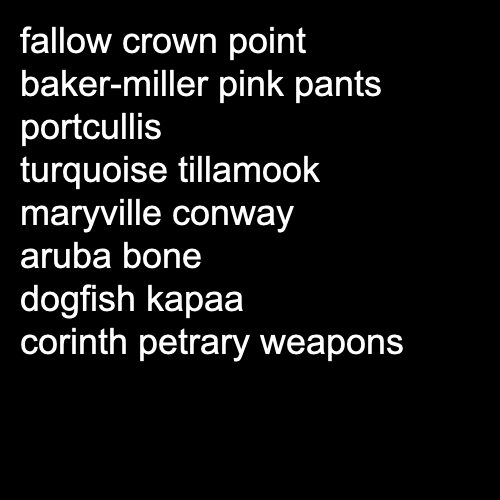 fallow crown point
baker-miller pink pants
portcullis
turquoise tillamook
maryville conway
aruba bone
dogfish kapaa
corinth petrary weapons